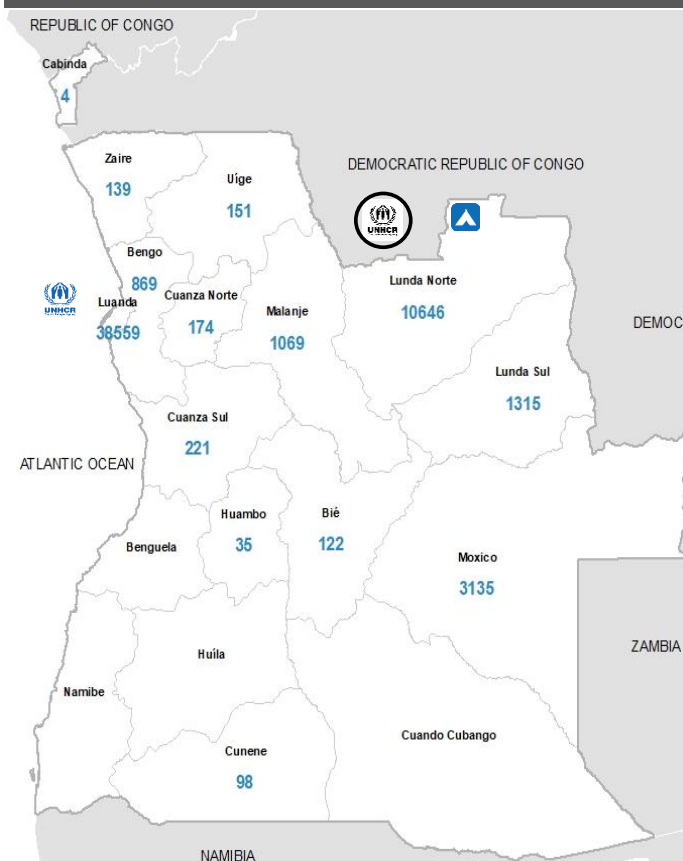 REPUBLIC OF CONGO
Cabinda
4
Zaire
139
Uíge
151
DEMOCRATIC REPUBLIC OF CONGO
UNHCR
Bengo
869
UNHCR
Luanda
38559
Cuanza Norte
174
Malanje
1069
Lunda Norte
10646
DEMOC
Lunda Sul
1315
Cuanza Sul
221
ATLANTIC OCEAN
Huambo
35
Bié
122
Benguela
Moxico
3135
Huíla
ZAMBIA
Namibe
Cuando Cubango
Cunene
98
NAMIBIA